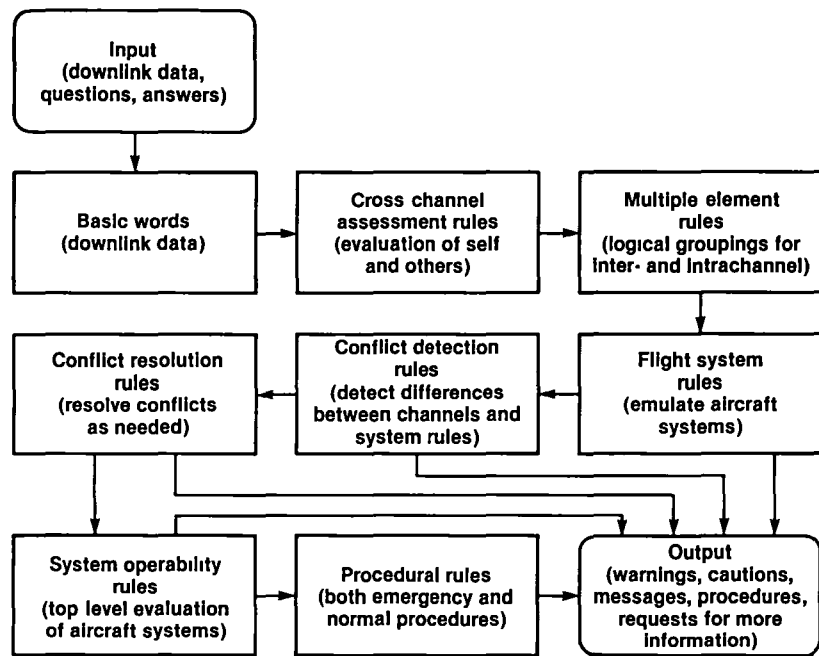 Input
(downlink data,
questions, answers)
Basic words
(downlink data)
Cross channel
assessment rules
(evaluation of self
and others)
Multiple element
rules
(logical groupings for
inter- and intrachannel)
Conflict resolution
rules
(resolve conflicts
as needed)
Conflict detection
rules
(detect differences
between channels and
system rules)
Flight system
rules
(emulate aircraft
systems)
System operability
rules
(top level evaluation
of aircraft systems)
Procedural rules
(both emergency and
normal procedures)
Output
(warnings, cautions,
messages, procedures,
requests for more
information)